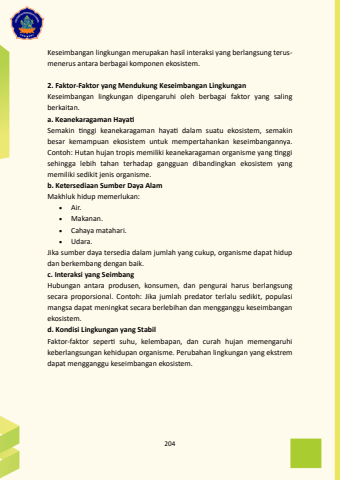 Keseimbangan lingkungan merupakan hasil interaksi yang berlangsung terus-
menerus antara berbagai komponen ekosistem.
2. Faktor-Faktor yang Mendukung Keseimbangan Lingkungan
Keseimbangan lingkungan dipengaruhi oleh berbagai faktor yang saling
berkaitan.
a. Keanekaragaman Hayati
Semakin tinggi keanekaragaman hayati dalam suatu ekosistem, semakin
besar kemampuan ekosistem untuk mempertahankan keseimbangannya.
Contoh: Hutan hujan tropis memiliki keanekaragaman organisme yang tinggi
sehingga lebih tahan terhadap gangguan dibandingkan ekosistem yang
memiliki sedikit jenis organisme.
b. Ketersediaan Sumber Daya Alam
Makhluk hidup memerlukan:
• Air.
• Makanan.
• Cahaya matahari.
• Udara.
Jika sumber daya tersedia dalam jumlah yang cukup, organisme dapat hidup
dan berkembang dengan baik.
c. Interaksi yang Seimbang
Hubungan antara produsen, konsumen, dan pengurai harus berlangsung
secara proporsional. Contoh: Jika jumlah predator terlalu sedikit, populasi
mangsa dapat meningkat secara berlebihan dan mengganggu keseimbangan
ekosistem.
d. Kondisi Lingkungan yang Stabil
Faktor-faktor seperti suhu, kelembapan, dan curah hujan memengaruhi
keberlangsungan kehidupan organisme. Perubahan lingkungan yang ekstrem
dapat mengganggu keseimbangan ekosistem.
204